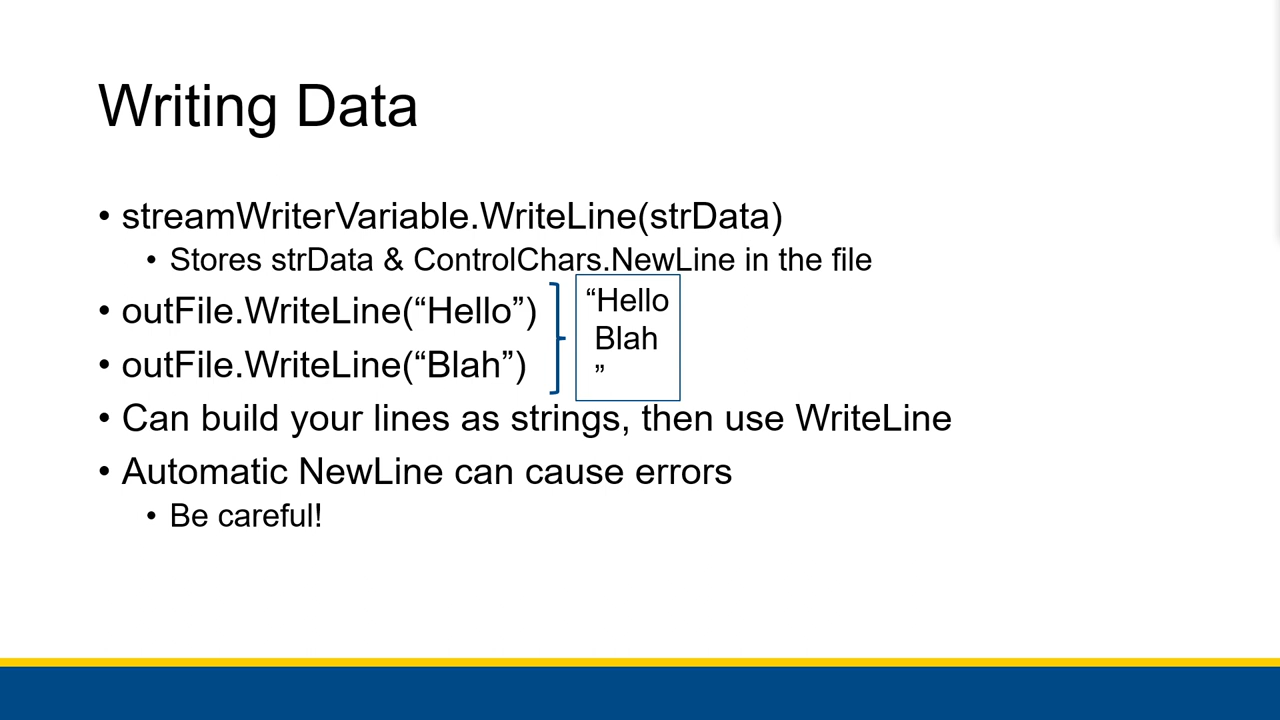 Writing Data
• streamWriterVariable.WriteLine(strData)
• Stores strData & ControlChars.NewLine in the file
• outFile.WriteLine(“Hello”)
• outFile.WriteLine(“Blah”)
“Hello
Blah
”
• Can build your lines as strings, then use WriteLine
• Automatic NewLine can cause errors
• Be careful!